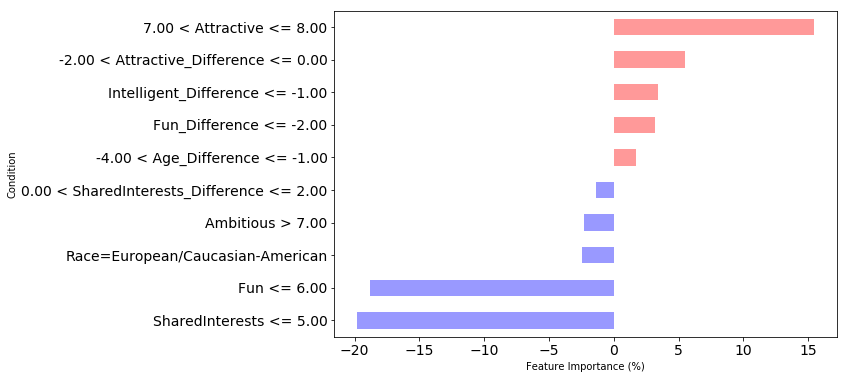 7.00 < Attractive <= 8.00
-2.00 < Attractive_Difference <= 0.00
Intelligent_Difference <= -1.00
Fun_Difference <= -2.00
-4.00 < Age_Difference <= -1.00
0.00 < SharedInterests_Difference <= 2.00
Ambitious > 7.00
Race=European/Caucasian-American
Fun <= 6.00
SharedInterests <= 5.00
Condition
−20 −15 −10 −5 0 5 10 15
Feature Importance (%)